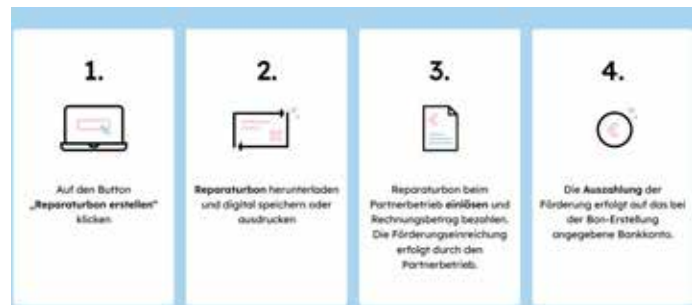 1.
Auf den Button
„Reparaturbon erstellen“
klicken
2.
Reparaturbon herunterladen
und digital speichern oder
ausdrucken
3.
Reparaturbon beim
Partnerbetrieb einlösen und
Rechnungsbetrag bezahlen.
Die Förderungseinreichung
erfolgt durch den
Partnerbetrieb.
4.
Die Auszahlung der
Förderung erfolgt auf das bei
der Bon-Erstellung
angegebene Bankkonto.